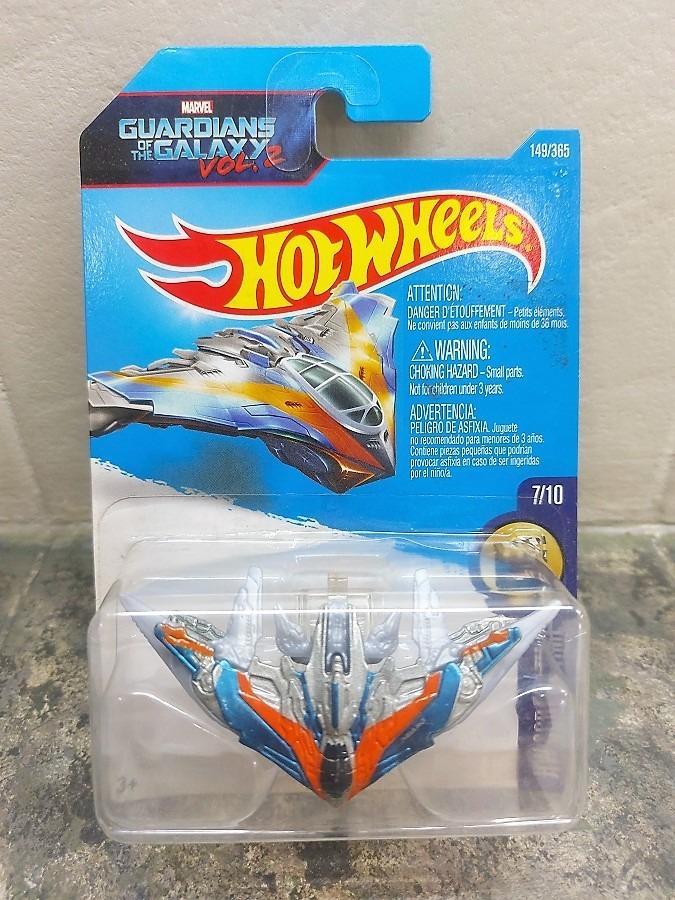 MARVEL
GUARDIANS
OF THE GALAXY
VOL. 2
149/365
HOT WHEELS
ATTENTION:
DANGER D'ÉTOUFFEMENT – Petits éléments.
Ne convient pas aux enfants de moins de 36 mois.
WARNING:
CHOKING HAZARD – Small parts.
Not for children under 3 years.
ADVERTENCIA:
PELIGRO DE ASFIXIA. Juguete
no recomendado para menores de 3 años.
Contiene piezas pequeñas que podrían
provocar asfixia en caso de ser ingeridas
por el niño/a.
7/10
3+